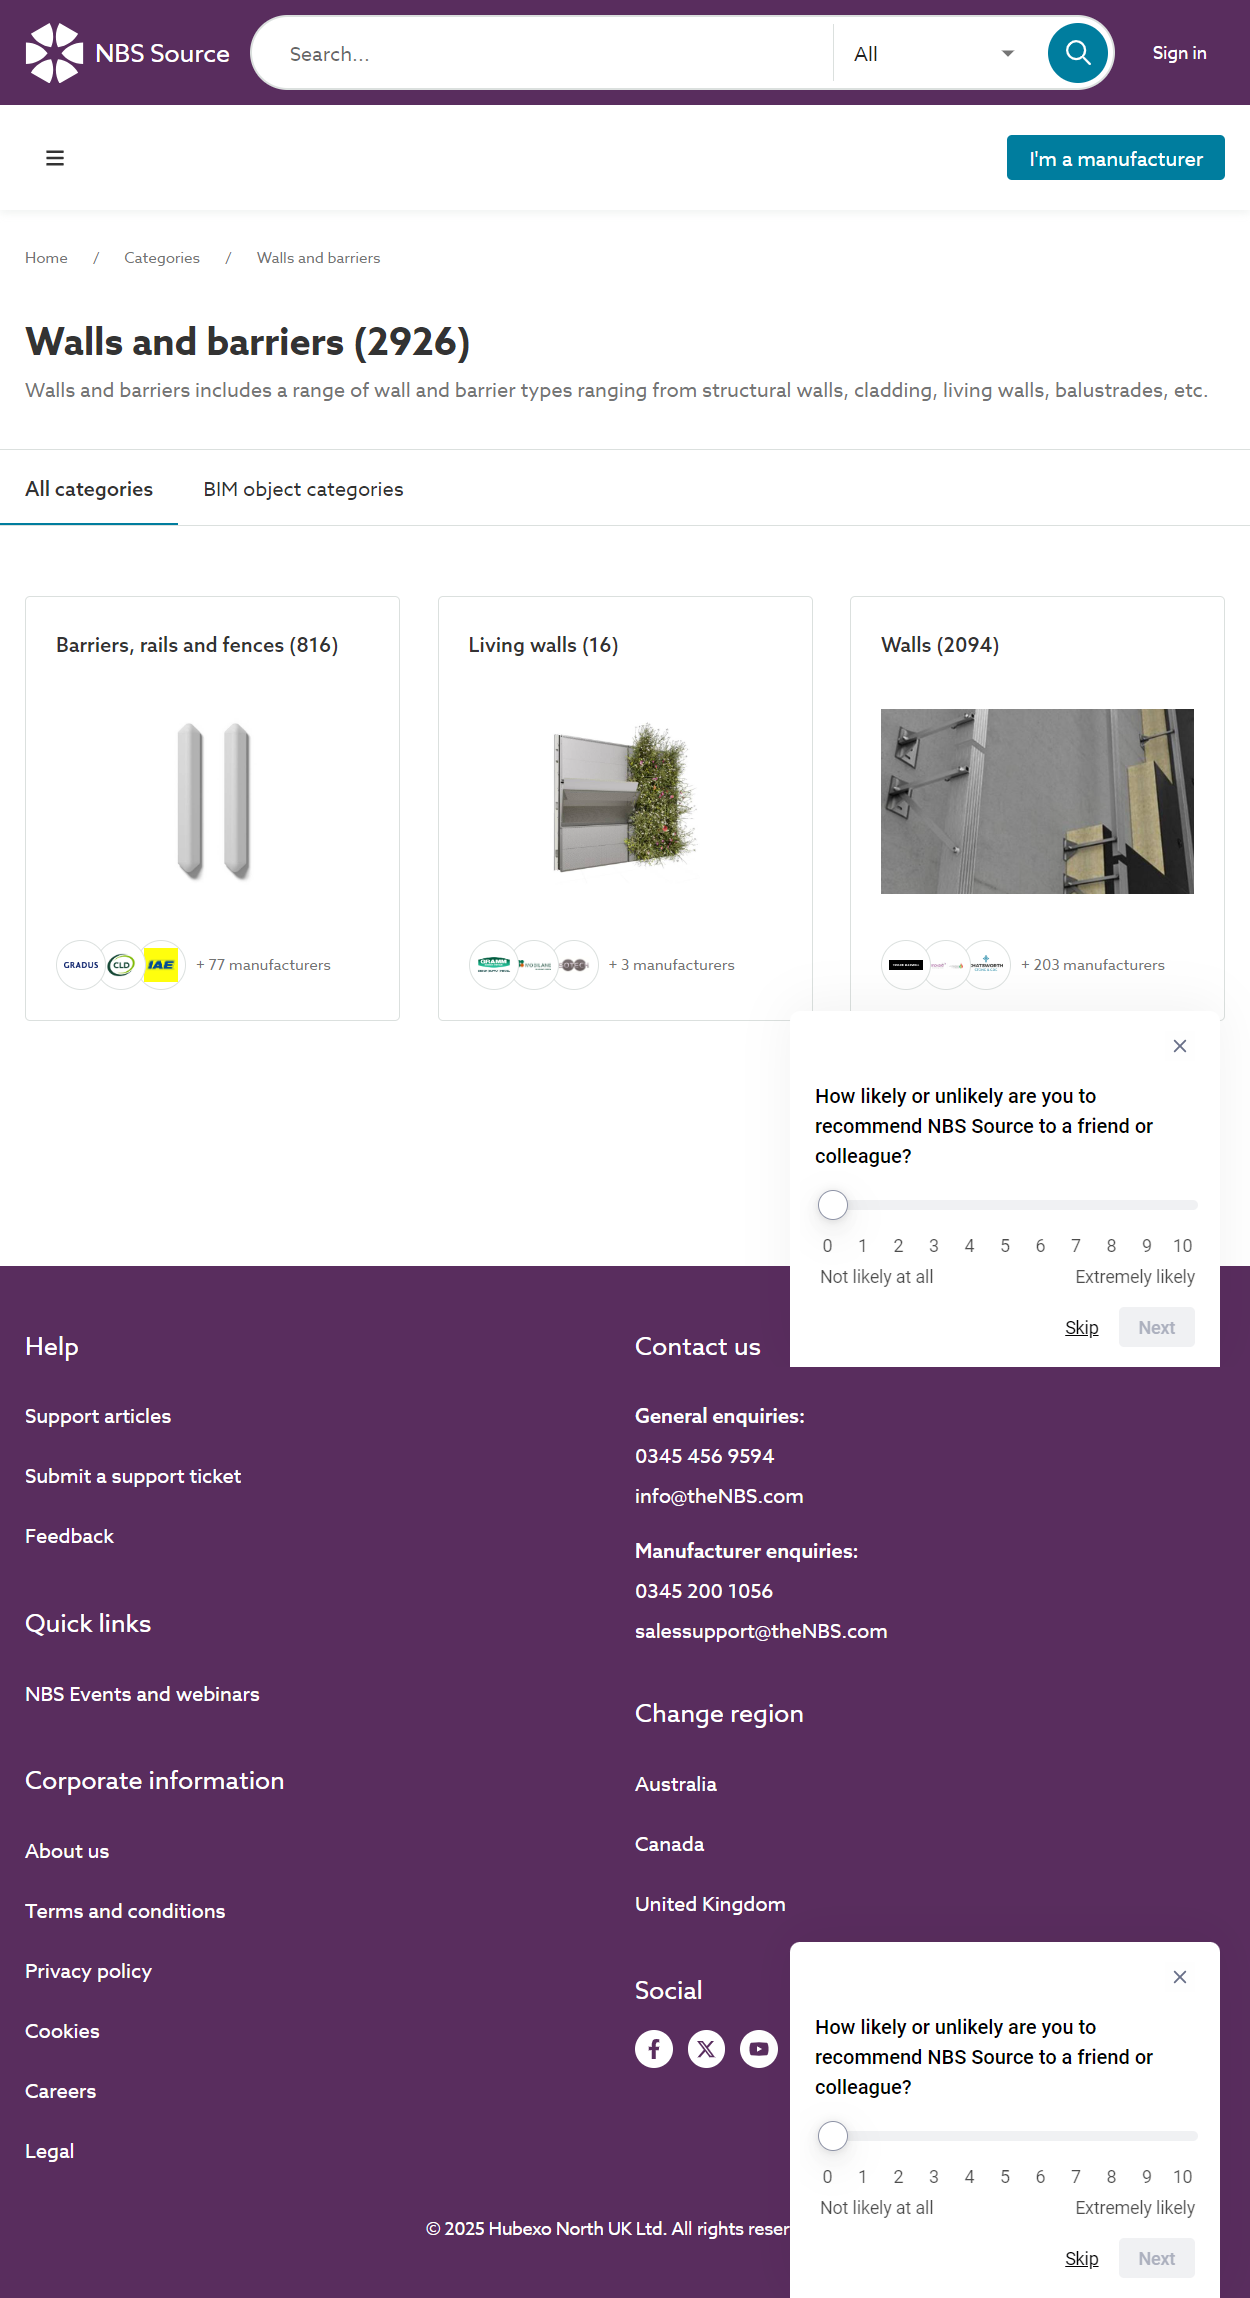 NBS Source
Search...
All
Sign in
I'm a manufacturer
Home / Categories / Walls and barriers
Walls and barriers (2926)
Walls and barriers includes a range of wall and barrier types ranging from structural walls, cladding, living walls, balustrades, etc.
All categories
BIM object categories
Barriers, rails and fences (816)
GRADUS
CLD
IAE
+ 77 manufacturers
Living walls (16)
+ 3 manufacturers
Walls (2094)
+ 203 manufacturers
How likely or unlikely are you to
recommend NBS Source to a friend or
colleague?
0 1 2 3 4 5 6 7 8 9 10
Not likely at all
Extremely likely
Skip
Next
Help
Support articles
Submit a support ticket
Feedback
Quick links
NBS Events and webinars
Corporate information
About us
Terms and conditions
Privacy policy
Cookies
Careers
Legal
Contact us
General enquiries:
0345 456 9594
info@theNBS.com
Manufacturer enquiries:
0345 200 1056
salessupport@theNBS.com
Change region
Australia
Canada
United Kingdom
Social
How likely or unlikely are you to
recommend NBS Source to a friend or
colleague?
0 1 2 3 4 5 6 7 8 9 10
Not likely at all
Extremely likely
Skip
Next
© 2025 Hubexo North UK Ltd. All rights reser